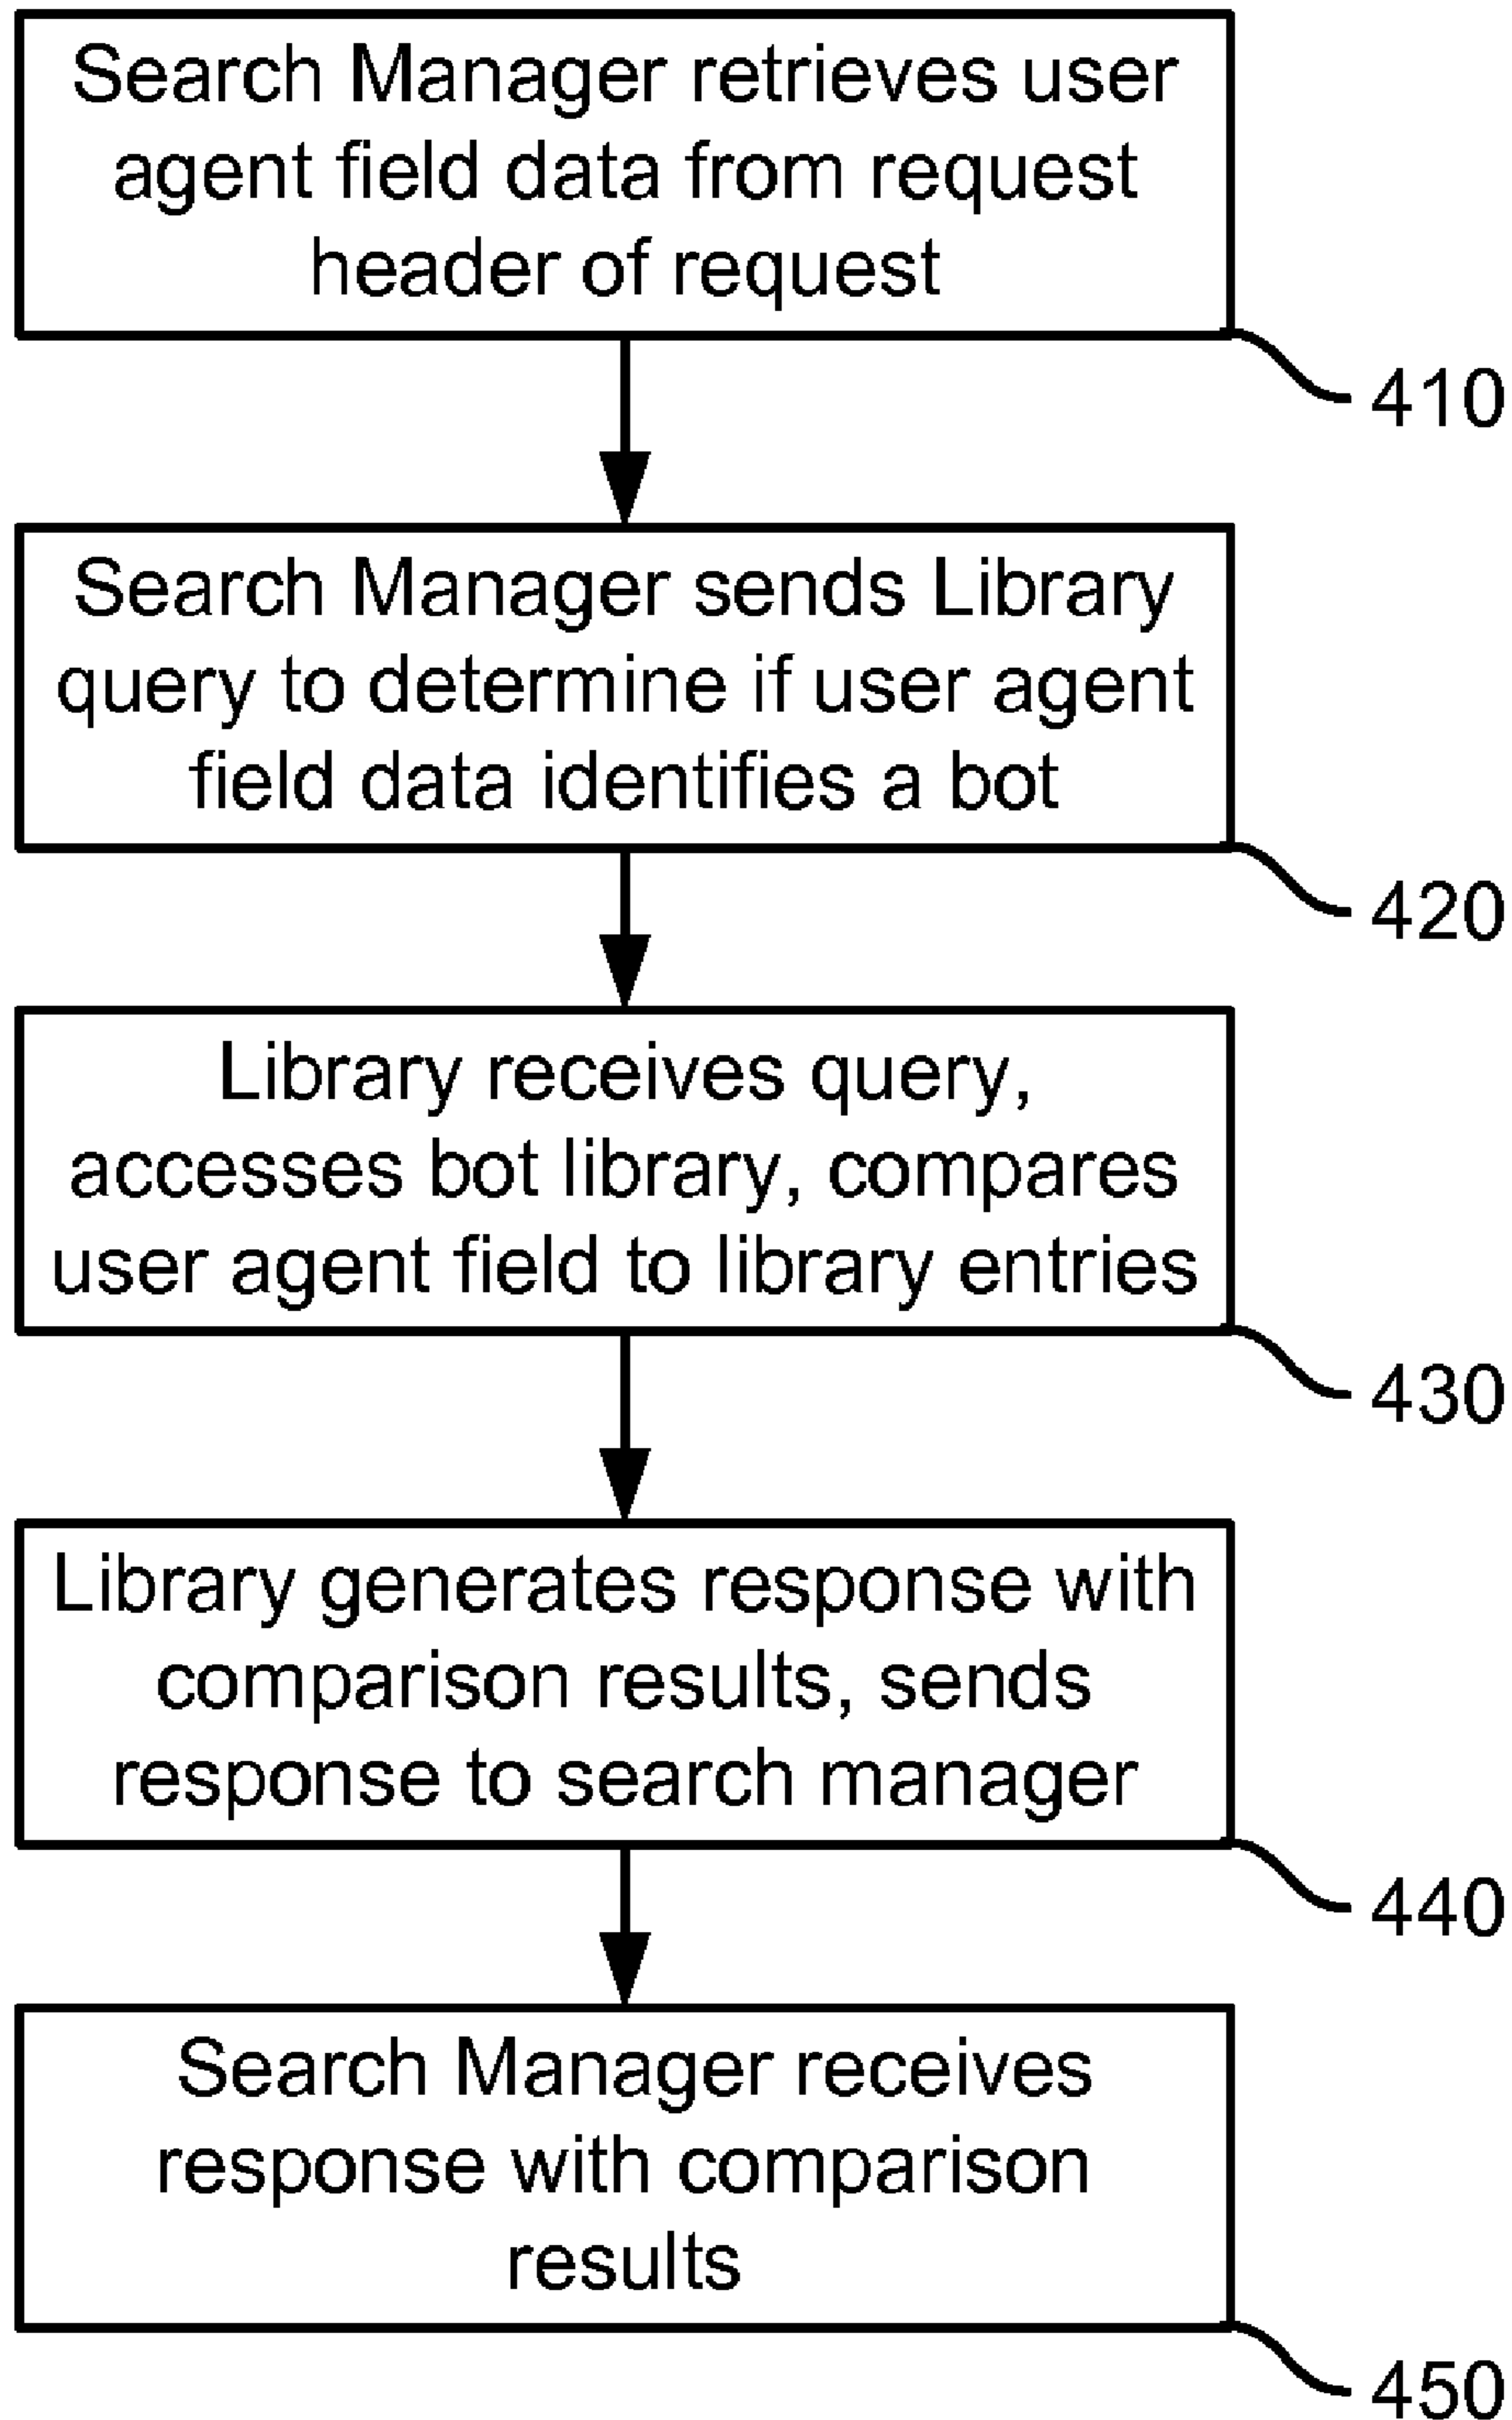 Search Manager retrieves user
agent field data from request
header of request
410
Search Manager sends Library
query to determine if user agent
field data identifies a bot
420
Library receives query,
accesses bot library, compares
user agent field to library entries
430
Library generates response with
comparison results, sends
response to search manager
440
Search Manager receives
response with comparison
results
450